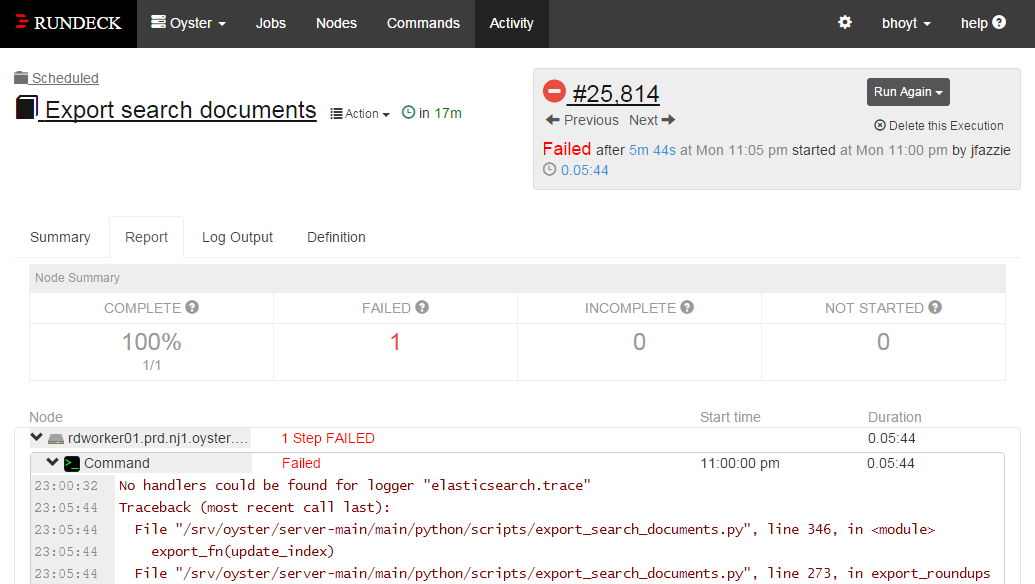 RUNDECK Oyster Jobs Nodes Commands Activity bhoyt help
Scheduled
Export search documents Action in 17m
#25,814 Run Again
Previous Next
Delete this Execution
Failed after 5m 44s at Mon 11:05 pm started at Mon 11:00 pm by jfazzie
0.05:44
Summary Report Log Output Definition
Node Summary
COMPLETE FAILED INCOMPLETE NOT STARTED
100% 1 0 0
1/1
Node Start time Duration
rdworker01.prd.nj1.oyster.... 1 Step FAILED 0.05:44
Command Failed 11:00:00 pm 0.05:44
23:00:32 No handlers could be found for logger "elasticsearch.trace"
23:05:44 Traceback (most recent call last):
23:05:44 File "/srv/oyster/server-main/main/python/scripts/export_search_documents.py", line 346, in <module>
23:05:44 export_fn(update_index)
23:05:44 File "/srv/oyster/server-main/main/python/scripts/export_search_documents.py", line 273, in export_roundups